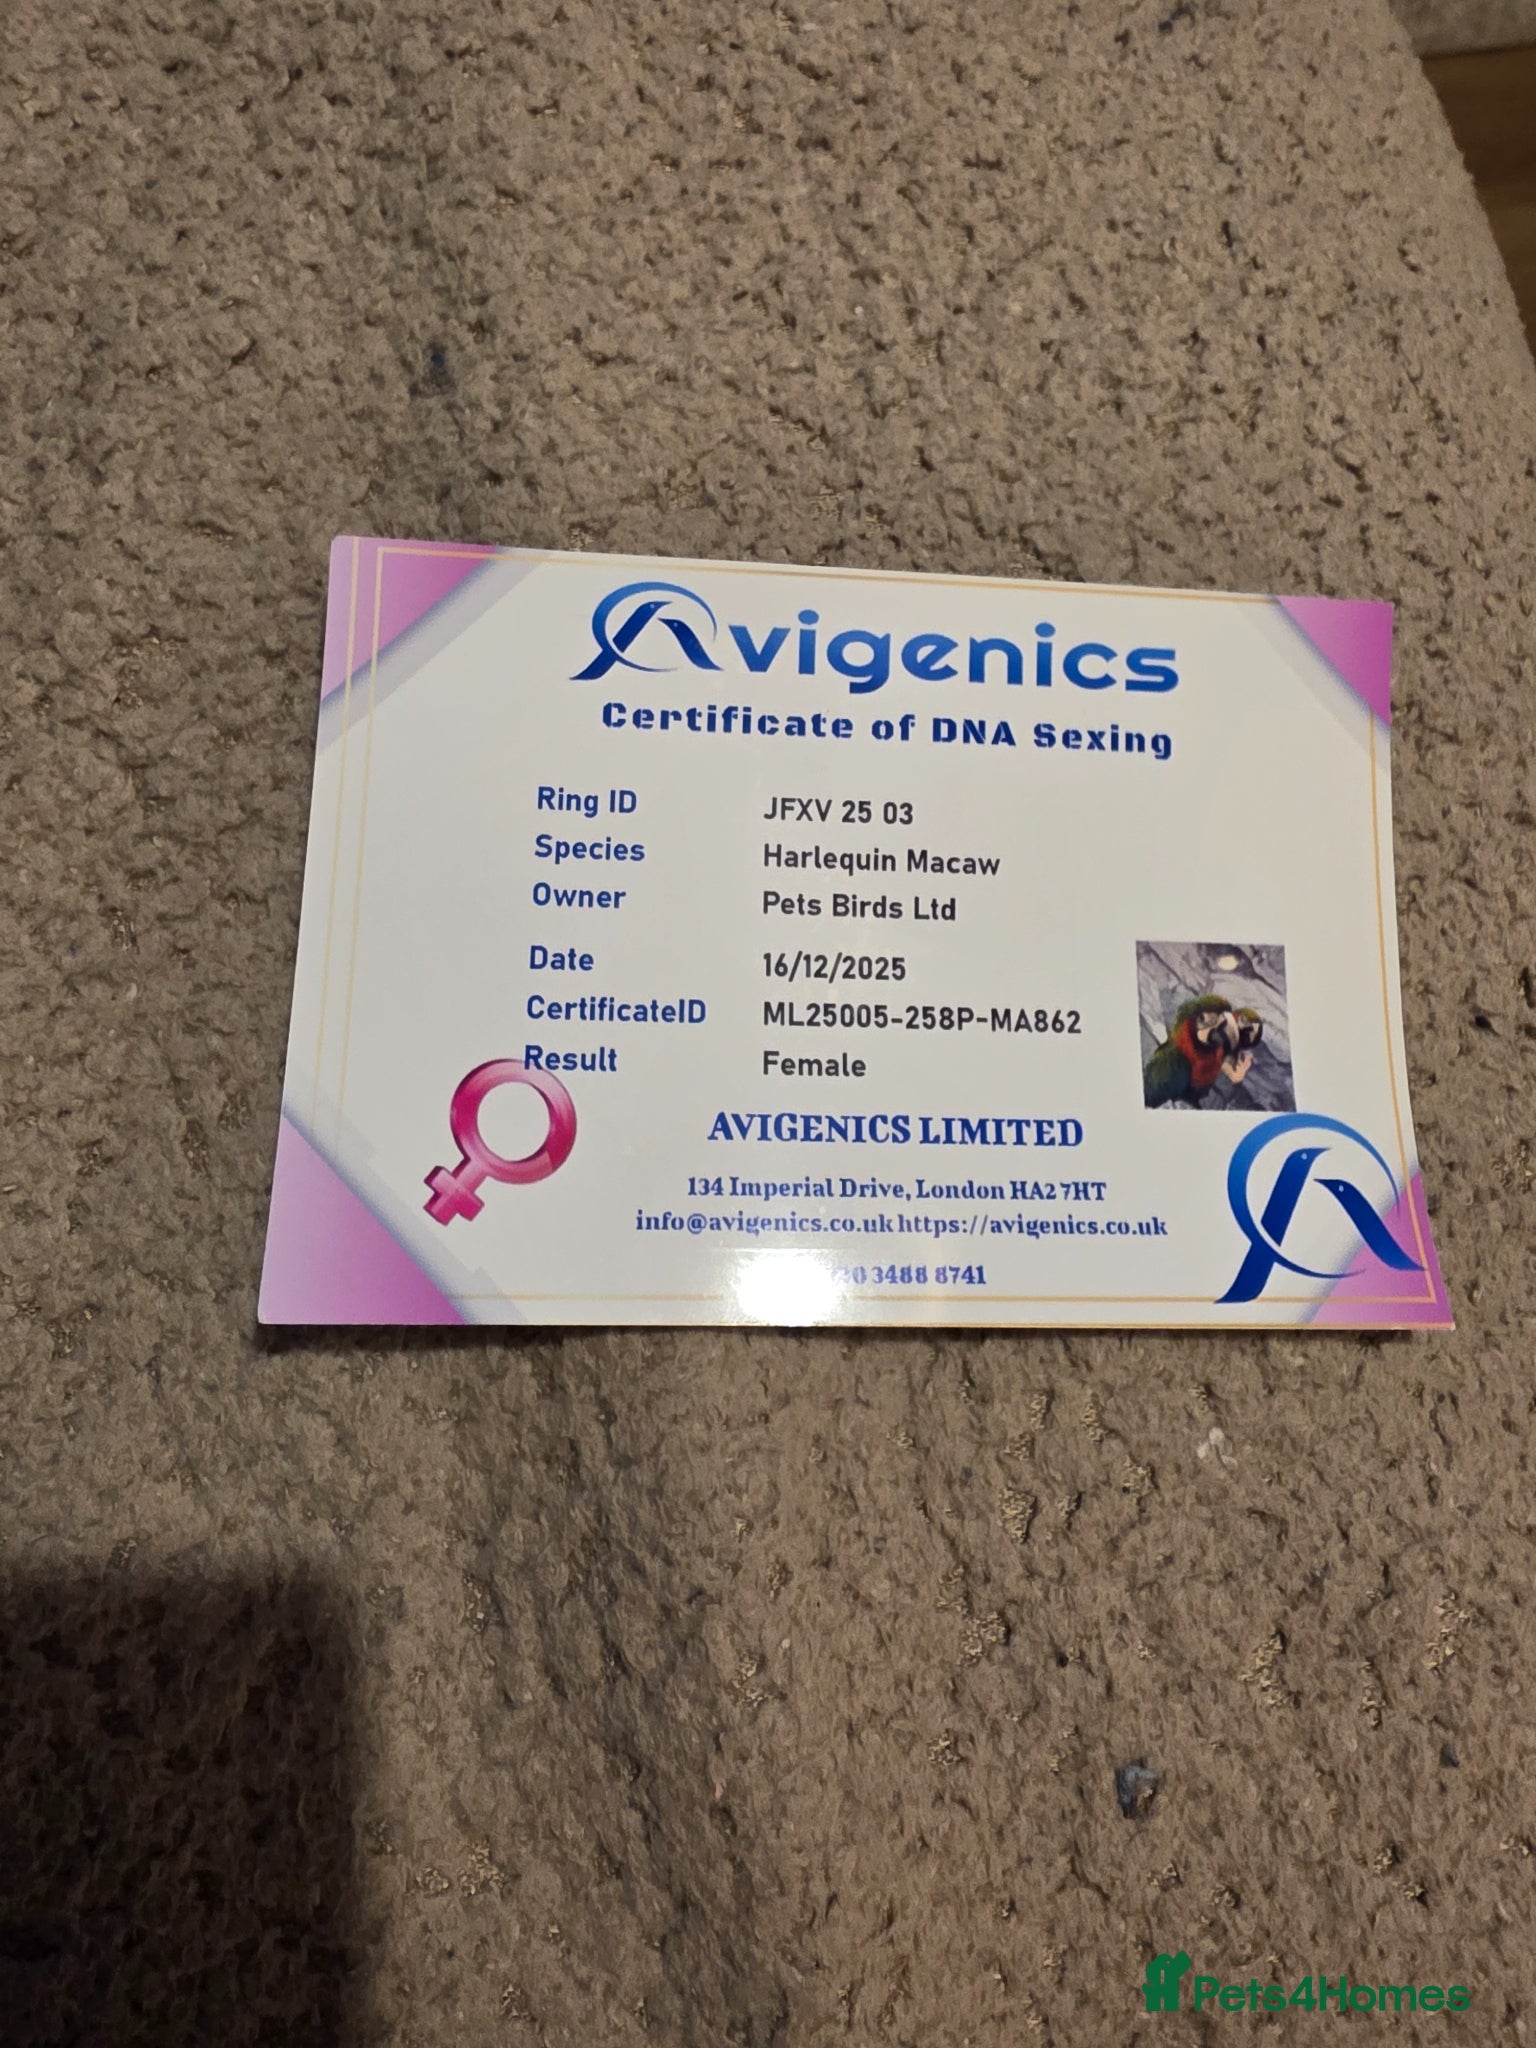 Avigenics
Certificate of DNA Sexing
Ring ID JFXV 25 03
Species Harlequin Macaw
Owner Pets Birds Ltd
Date 16/12/2025
CertificateID ML25005-258P-MA862
Result Female
AVIGENICS LIMITED
134 Imperial Drive, London HA2 7HT
info@avigenics.co.uk https://avigenics.co.uk
3488 8741
Pets4Homes